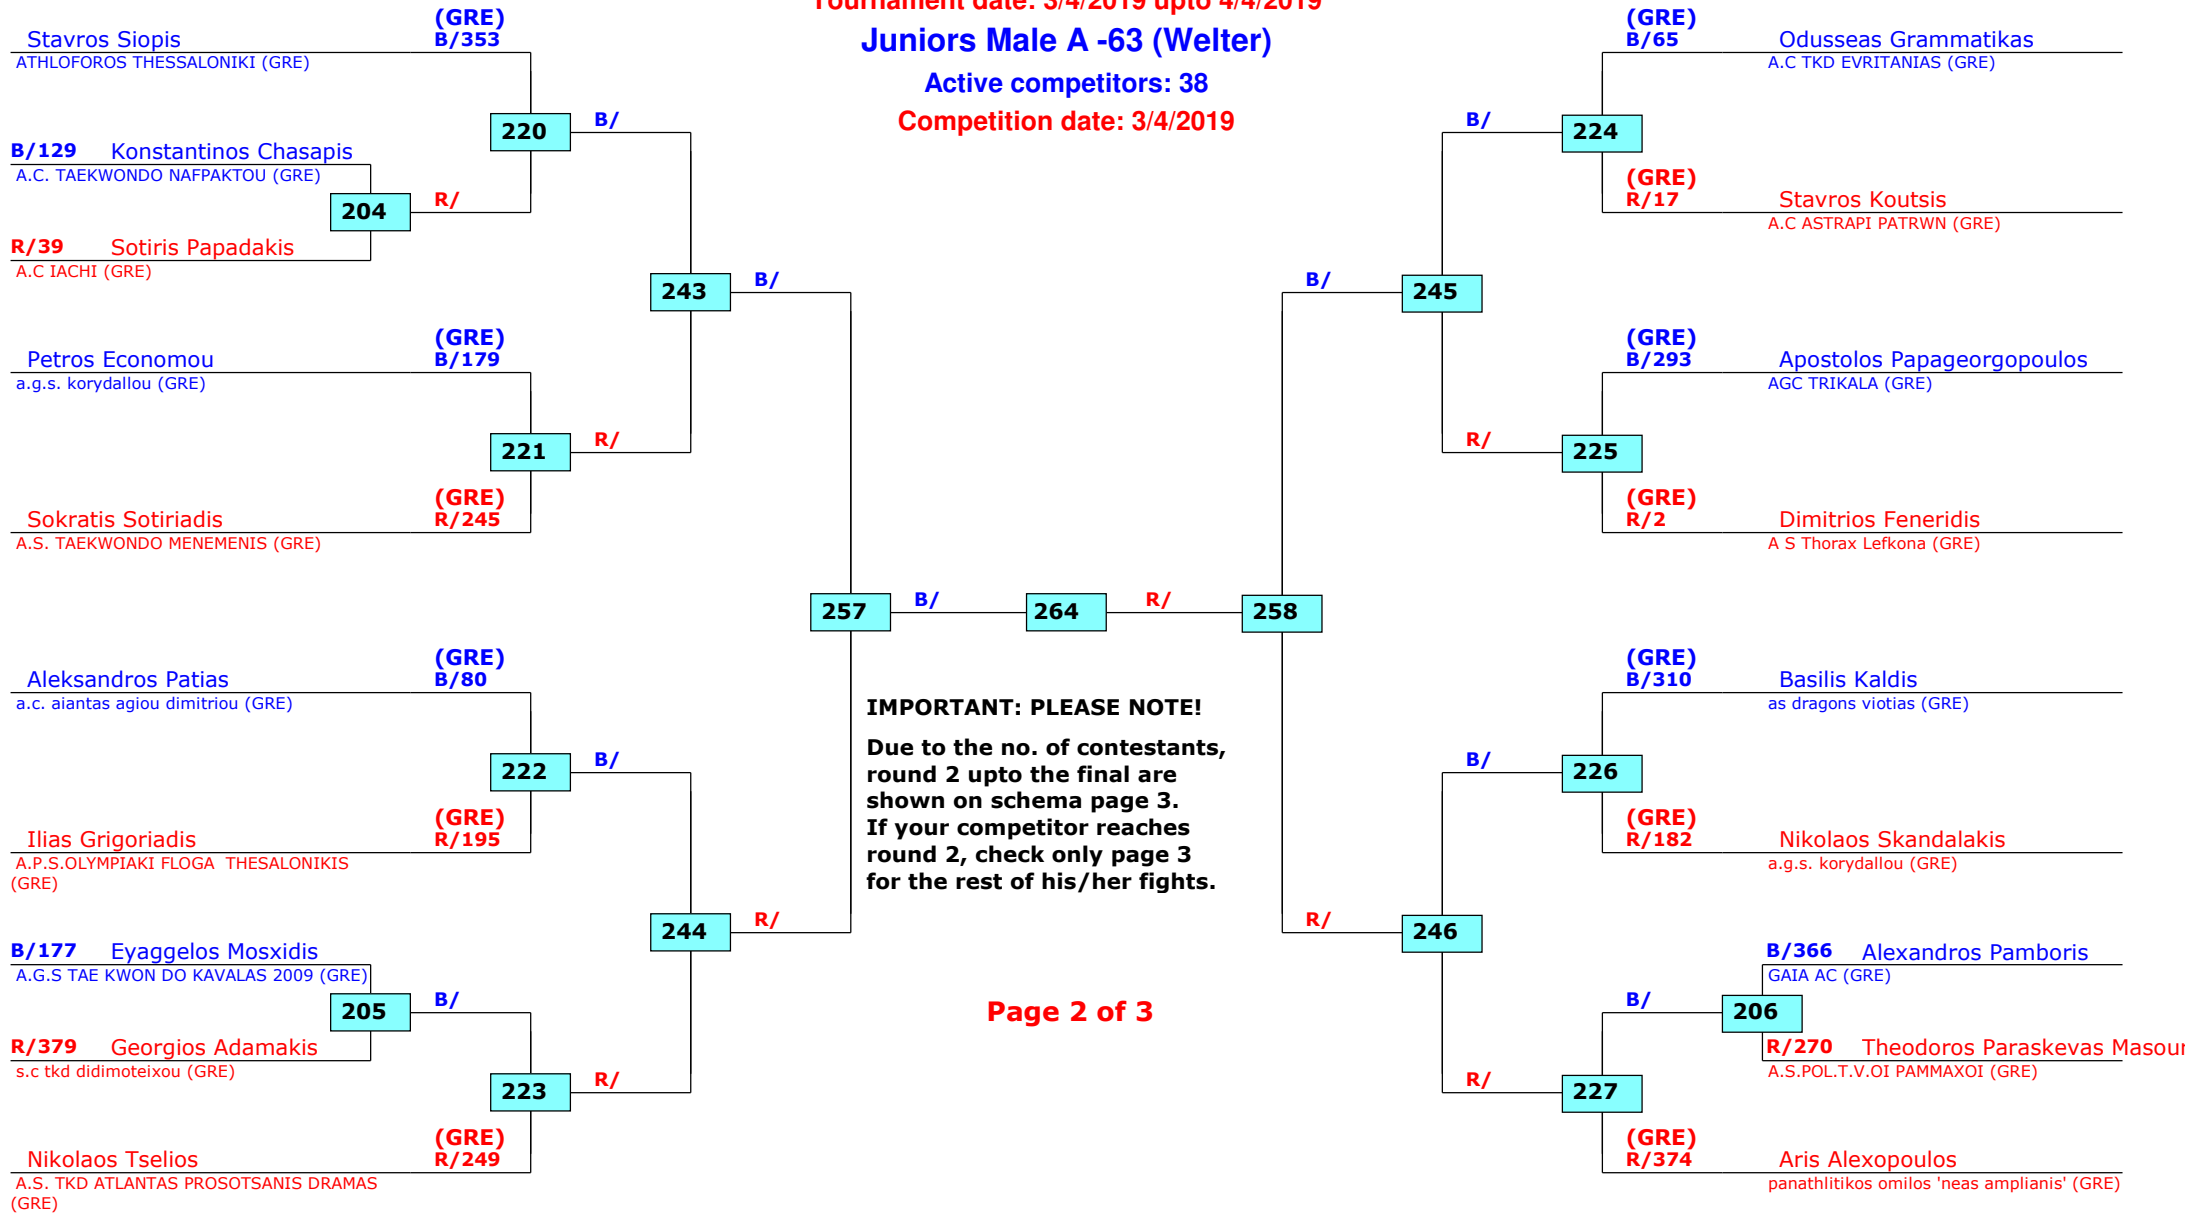 Tournament date: 3/4/2019 upto 4/4/2019
Juniors Male A -63 (Welter)
Active competitors: 38
Competition date: 3/4/2019
(GRE)
Stavros Siopis B/353
ATHLOFOROS THESSALONIKI (GRE)
220 B/
B/129 Konstantinos Chasapis
A.C. TAEKWONDO NAFPAKTOU (GRE)
204 R/
R/39 Sotiris Papadakis
A.C IACHI (GRE)
243 B/
(GRE)
Petros Economou B/179
a.g.s. korydallou (GRE)
221 R/
(GRE)
Sokratis Sotiriadis R/245
A.S. TAEKWONDO MENEMENIS (GRE)
257 B/ 264 R/ 258
(GRE)
Aleksandros Patias B/80
a.c. aiantas agiou dimitriou (GRE)
222 B/
(GRE)
Ilias Grigoriadis R/195
A.P.S.OLYMPIAKI FLOGA THESALONIKIS
(GRE)
244 R/
B/177 Eyaggelos Mosxidis
A.G.S TAE KWON DO KAVALAS 2009 (GRE)
205 B/
R/379 Georgios Adamakis
s.c tkd didimoteixou (GRE)
223 R/
(GRE)
Nikolaos Tselios R/249
A.S. TKD ATLANTAS PROSOTSANIS DRAMAS
(GRE)
IMPORTANT: PLEASE NOTE!
Due to the no. of contestants,
round 2 upto the final are
shown on schema page 3.
If your competitor reaches
round 2, check only page 3
for the rest of his/her fights.
Page 2 of 3
(GRE)
B/65 Odusseas Grammatikas
A.C TKD EVRITANIAS (GRE)
B/ 224
(GRE)
R/17 Stavros Koutsis
A.C ASTRAPI PATRWN (GRE)
B/ 245
(GRE)
B/293 Apostolos Papageorgopoulos
AGC TRIKALA (GRE)
R/ 225
(GRE)
R/2 Dimitrios Feneridis
A S Thorax Lefkona (GRE)
(GRE)
B/310 Basilis Kaldis
as dragons viotias (GRE)
B/ 226
(GRE)
R/182 Nikolaos Skandalakis
a.g.s. korydallou (GRE)
R/ 246
B/366 Alexandros Pamboris
GAIA AC (GRE)
B/ 206
R/270 Theodoros Paraskevas
A.S.POL.T.V.OI PAMMAXOI (GRE)
R/ 227
(GRE)
R/374 Aris Alexopoulos
panathlitikos omilos 'neas amplianis' (GRE)